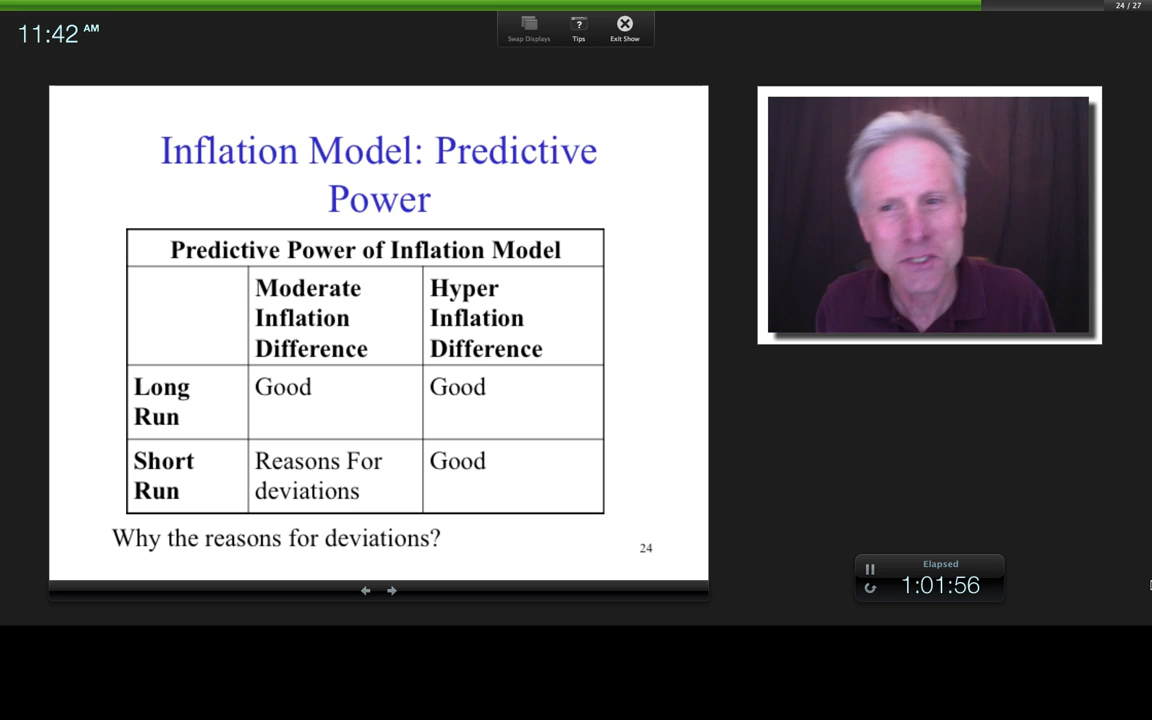 24 / 27
11:42 AM
Swap Displays
Tips
Exit Show
Inflation Model: Predictive
Power
Predictive Power of Inflation Model
Moderate
Inflation
Difference
Hyper
Inflation
Difference
Long
Run
Good
Good
Short
Run
Reasons For
deviations
Good
Why the reasons for deviations?
24
Elapsed
1:01:56